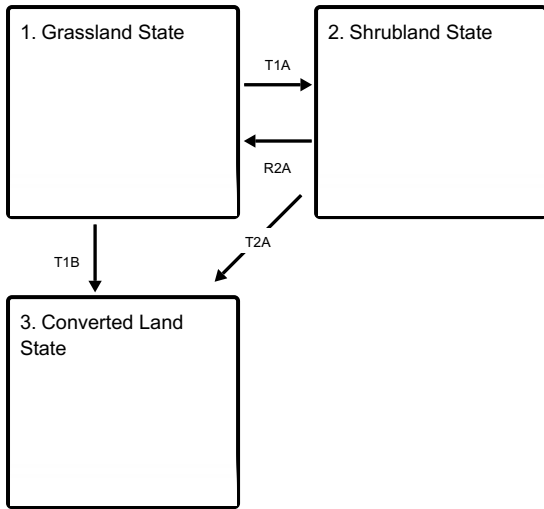 1. Grassland State
2. Shrubland State
T1A
R2A
T2A
T1B
3. Converted Land
State